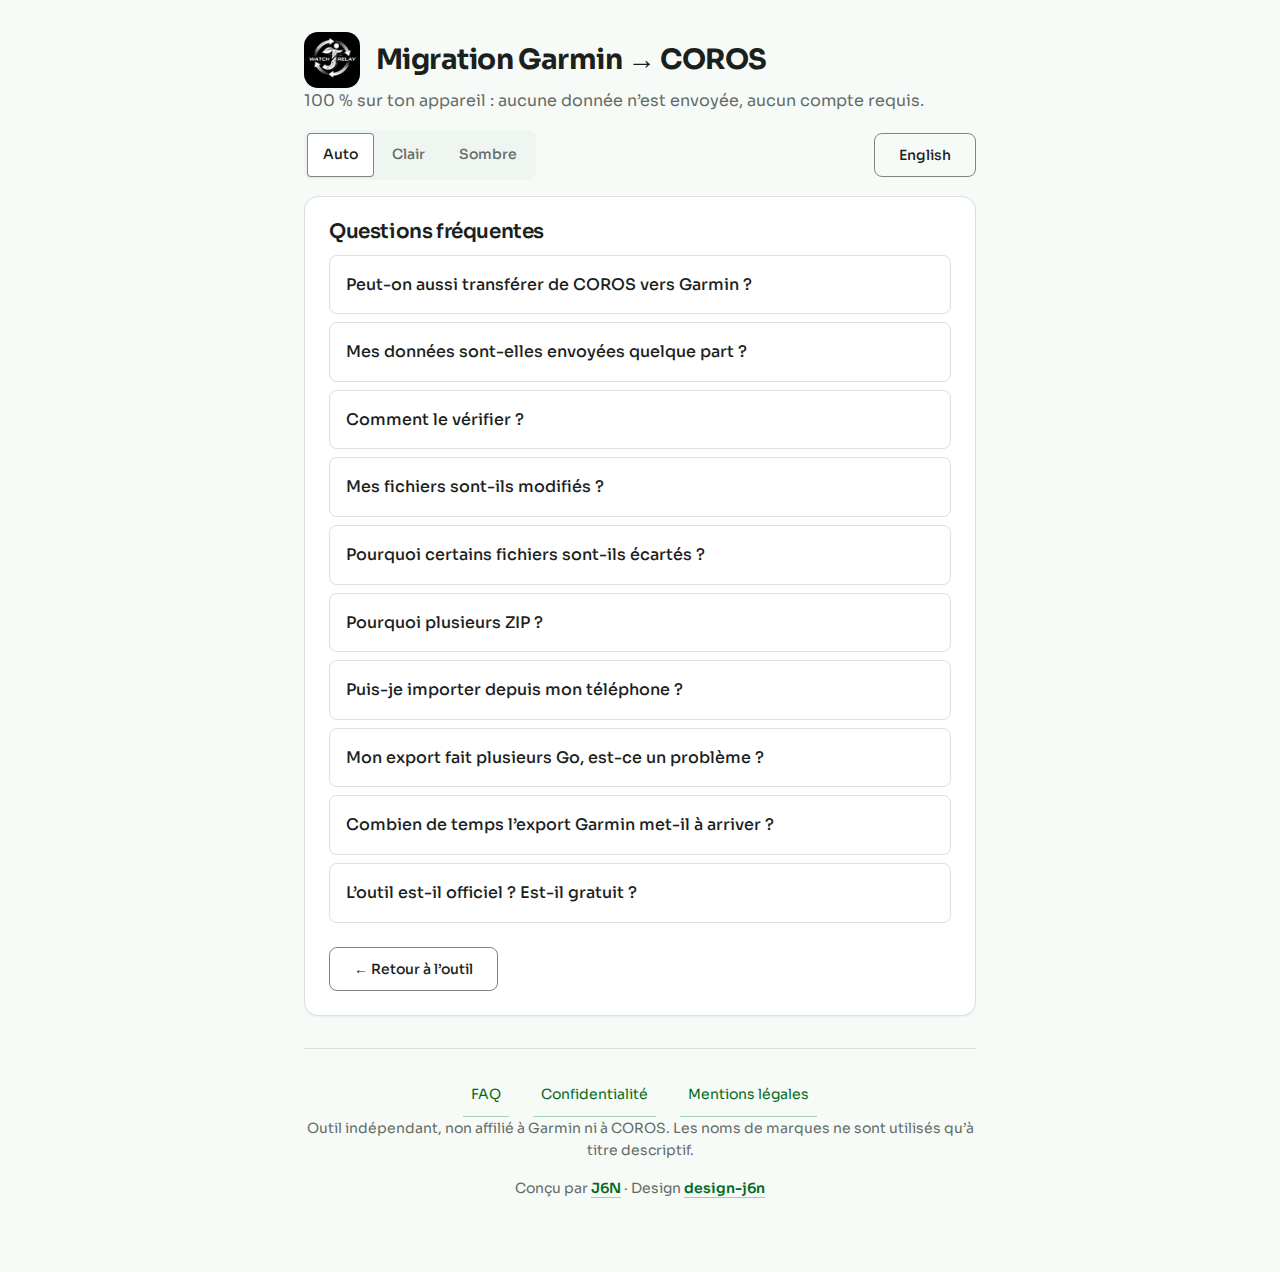 WATCH RELAY
Migration Garmin → COROS
100 % sur ton appareil : aucune donnée n’est envoyée, aucun compte requis.
Auto
Clair
Sombre
English
Questions fréquentes
Peut-on aussi transférer de COROS vers Garmin ?
Mes données sont-elles envoyées quelque part ?
Comment le vérifier ?
Mes fichiers sont-ils modifiés ?
Pourquoi certains fichiers sont-ils écartés ?
Pourquoi plusieurs ZIP ?
Puis-je importer depuis mon téléphone ?
Mon export fait plusieurs Go, est-ce un problème ?
Combien de temps l’export Garmin met-il à arriver ?
L’outil est-il officiel ? Est-il gratuit ?
← Retour à l’outil
FAQ
Confidentialité
Mentions légales
Outil indépendant, non affilié à Garmin ni à COROS. Les noms de marques ne sont utilisés qu’à
titre descriptif.
Conçu par J6N · Design design-j6n